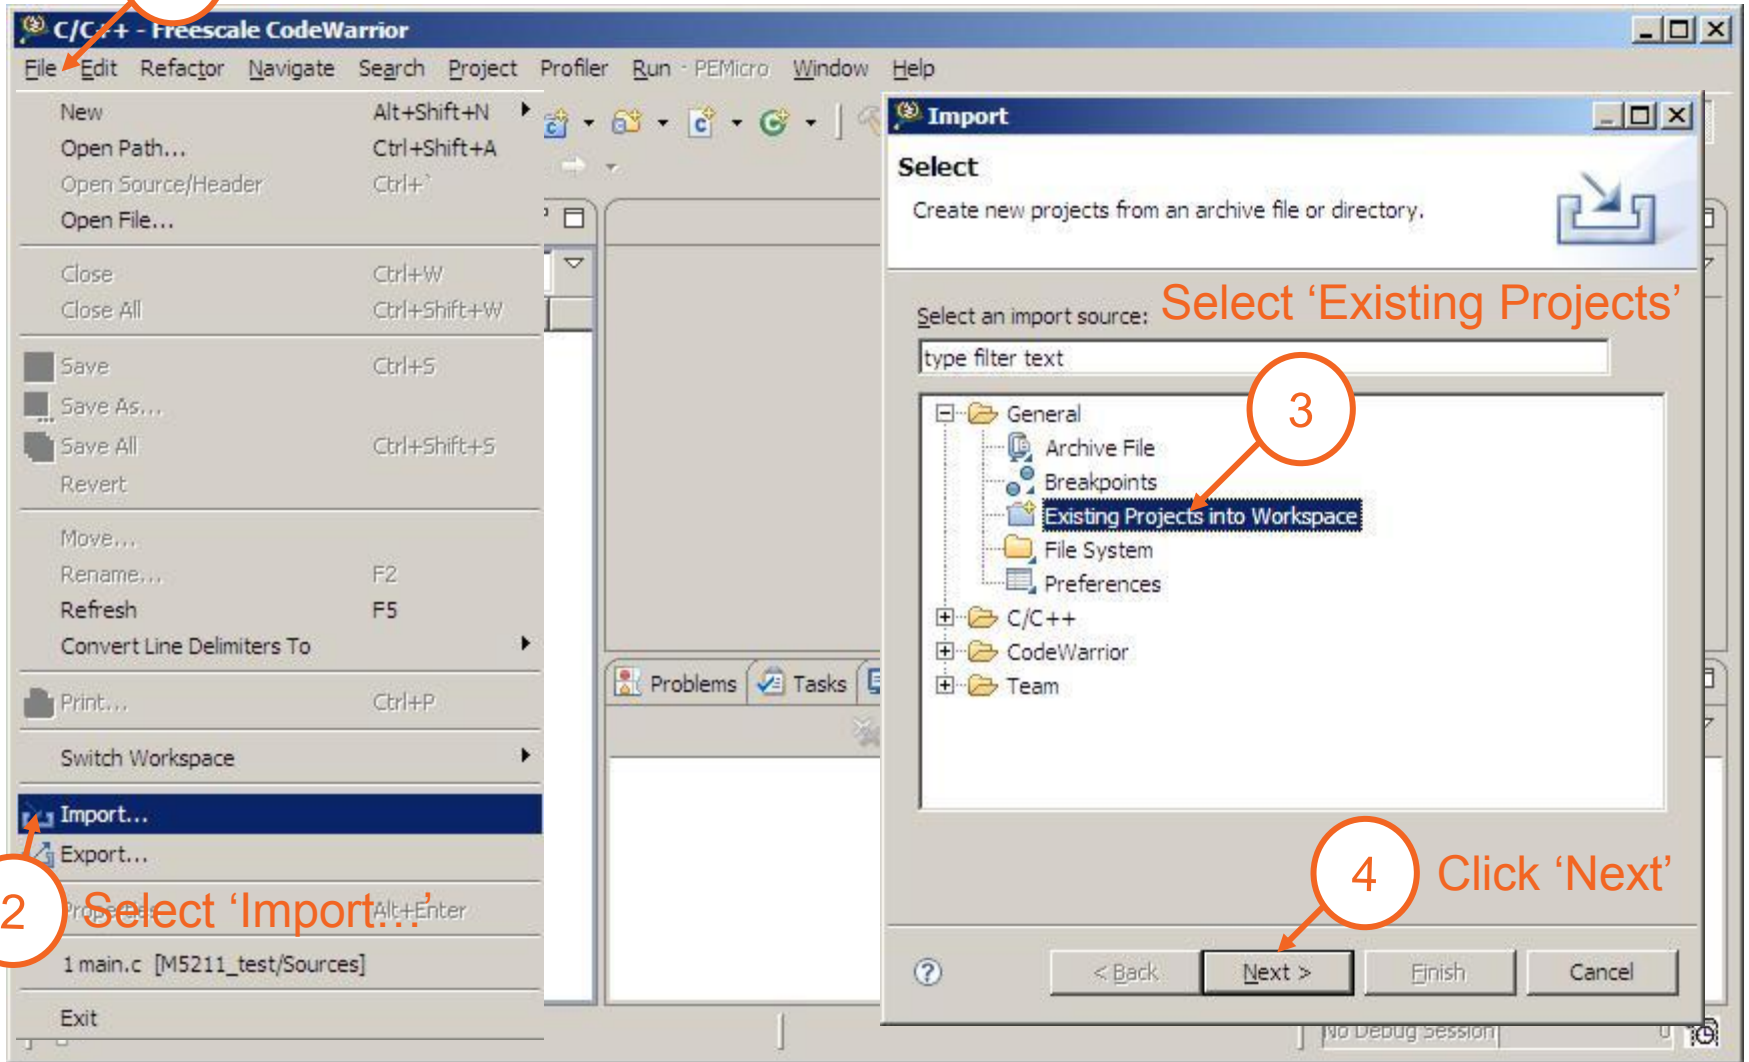 C/C++ - Freescale CodeWarrior
File Edit Refactor Navigate Search Project Profiler Run PEMicro Window Help
New Alt+Shift+N
Open Path... Ctrl+Shift+A
Open Source/Header Ctrl+`
Open File...
Close Ctrl+W
Close All Ctrl+Shift+W
Save Ctrl+S
Save As...
Save All Ctrl+Shift+S
Revert
Move...
Rename... F2
Refresh F5
Convert Line Delimiters To
Print... Ctrl+P
Switch Workspace
Import...
Export...
2 Select ‘Import...’
Properties Alt+Enter
1 main.c [M5211_test/Sources]
Exit
Problems Tasks
Import
Select
Create new projects from an archive file or directory.
Select ‘Existing Projects’
Select an import source:
type filter text
3
General
Archive File
Breakpoints
Existing Projects into Workspace
File System
Preferences
C/C++
CodeWarrior
Team
4 Click ‘Next’
< Back Next > Finish Cancel
No Debug Session 0